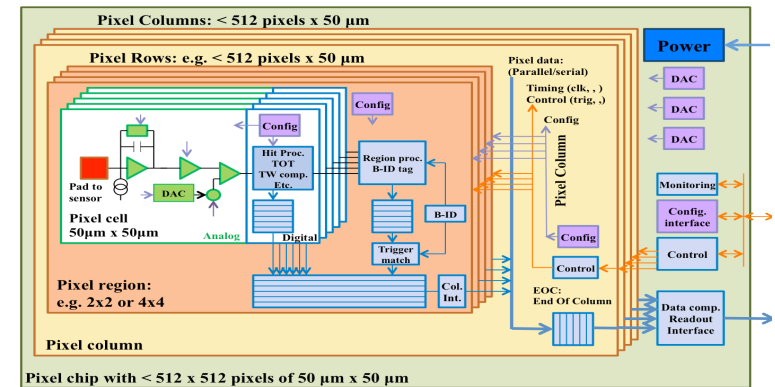 Pixel Columns: < 512 pixels x 50 μm
Pixel Rows: e.g. < 512 pixels x 50 μm
Pixel data:
(Parallel/serial)
Power
Timing (clk, , )
Control (trig, ,)
Config
DAC
DAC
DAC
Config
Config
Hit Proc.
TOT
TW comp.
Etc.
Region proc.
B-ID tag
Pixel Column
Pad to
sensor
DAC
Pixel cell
50μm x 50μm
Analog
Digital
B-ID
Trigger
match
Config
Monitoring
Config.
interface
Control
Control
Pixel region:
e.g. 2x2 or 4x4
Col.
Int.
EOC:
End Of Column
Data comp.
Readout
Interface
Pixel column
Pixel chip with < 512 x 512 pixels of 50 μm x 50 μm